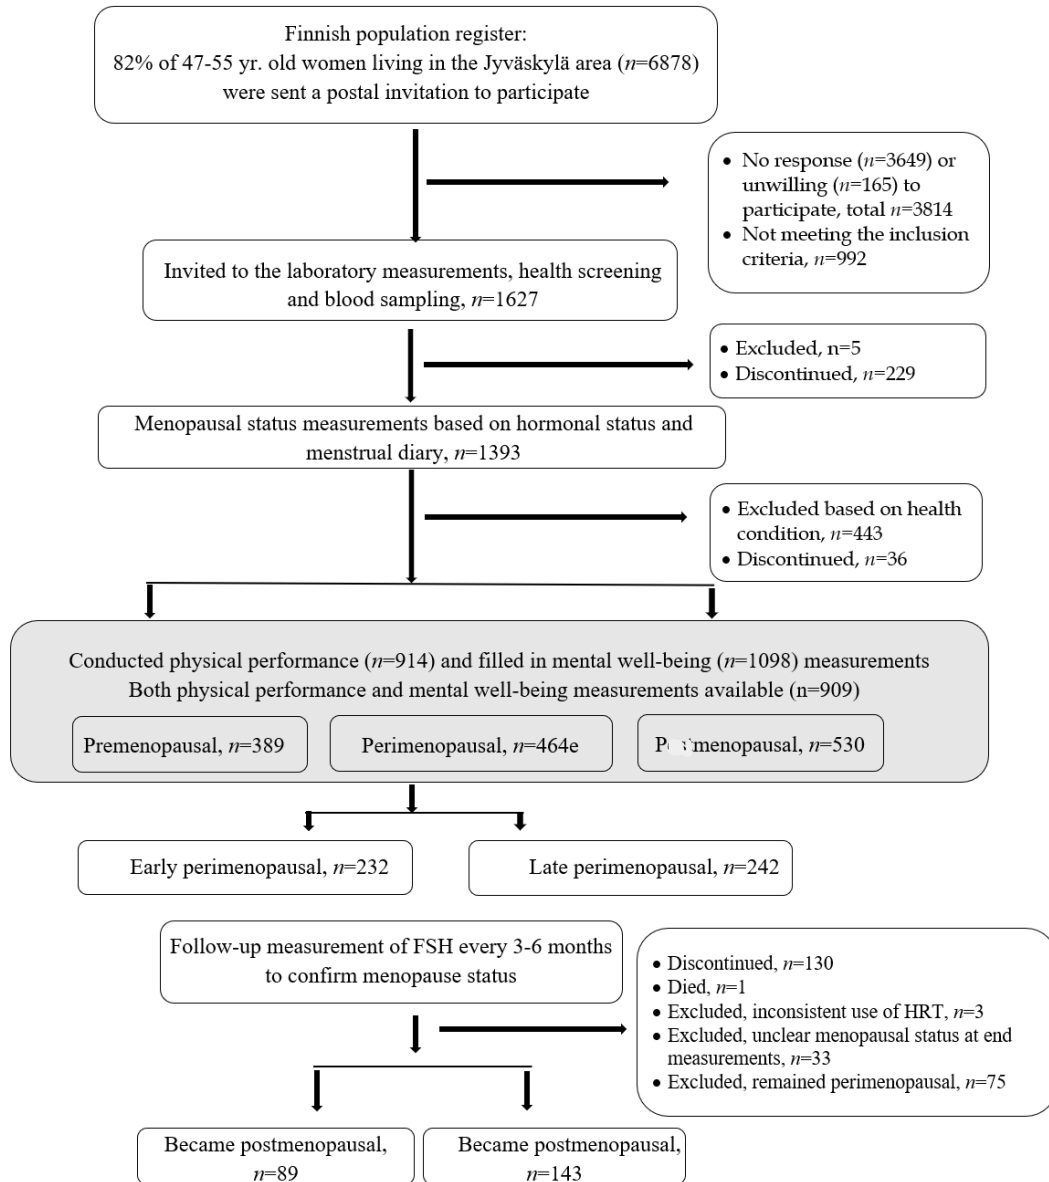 Finnish population register:
82% of 47-55 yr. old women living in the Jyväskylä area (n=6878)
were sent a postal invitation to participate
• No response (n=3649) or
unwilling (n=165) to
participate, total n=3814
• Not meeting the inclusion
criteria, n=992
Invited to the laboratory measurements, health screening
and blood sampling, n=1627
• Excluded, n=5
• Discontinued, n=229
Menopausal status measurements based on hormonal status and
menstrual diary, n=1393
• Excluded based on health
condition, n=443
• Discontinued, n=36
Conducted physical performance (n=914) and filled in mental well-being (n=1098) measurements
Both physical performance and mental well-being measurements available (n=909)
Premenopausal, n=389
Perimenopausal, n=464e
Postmenopausal, n=530
Early perimenopausal, n=232
Late perimenopausal, n=242
Follow-up measurement of FSH every 3-6 months
to confirm menopause status
• Discontinued, n=130
• Died, n=1
• Excluded, inconsistent use of HRT, n=3
• Excluded, unclear menopausal status at end
measurements, n=33
• Excluded, remained perimenopausal, n=75
Became postmenopausal,
n=89
Became postmenopausal,
n=143